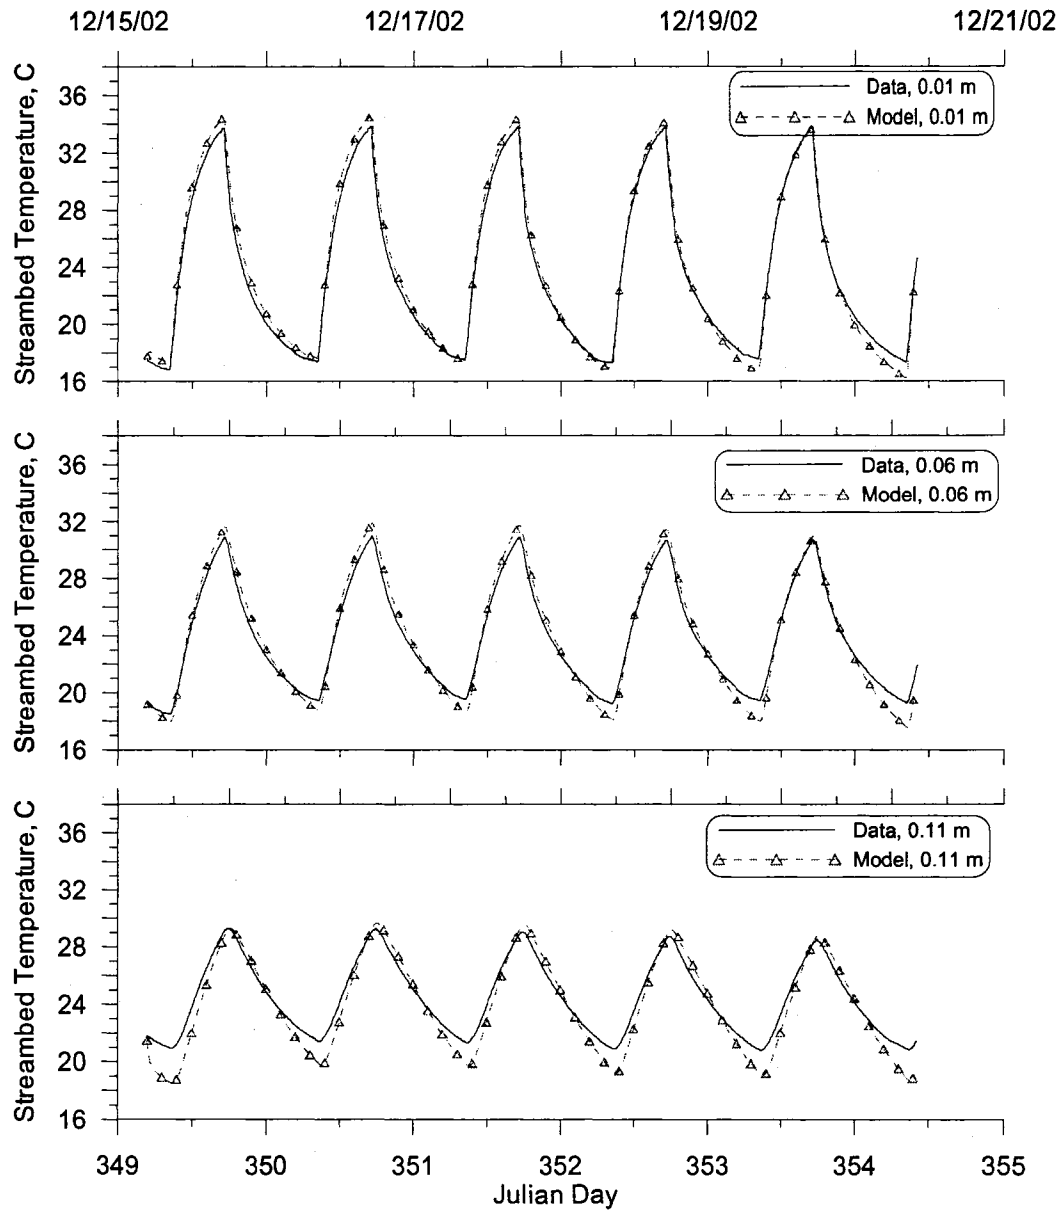 12/15/02 12/17/02 12/19/02 12/21/02
Streambed Temperature, C
36
32
28
24
20
16
Data, 0.01 m
Model, 0.01 m
Streambed Temperature, C
36
32
28
24
20
16
Data, 0.06 m
Model, 0.06 m
Streambed Temperature, C
36
32
28
24
20
16
Data, 0.11 m
Model, 0.11 m
349 350 351 352 353 354 355
Julian Day